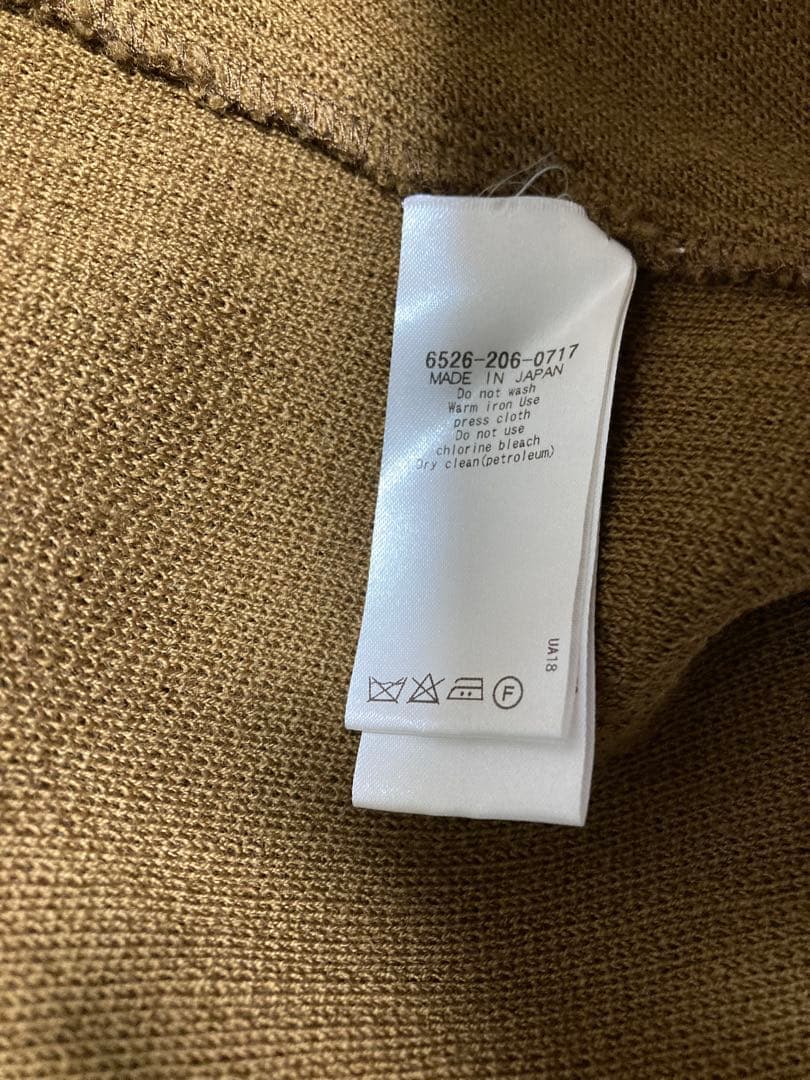 6526-206-0717
MADE IN JAPAN
Do not wash
Warm iron Use
press cloth
Do not use
chlorine bleach
Dry clean(petroleum)
UA18
F